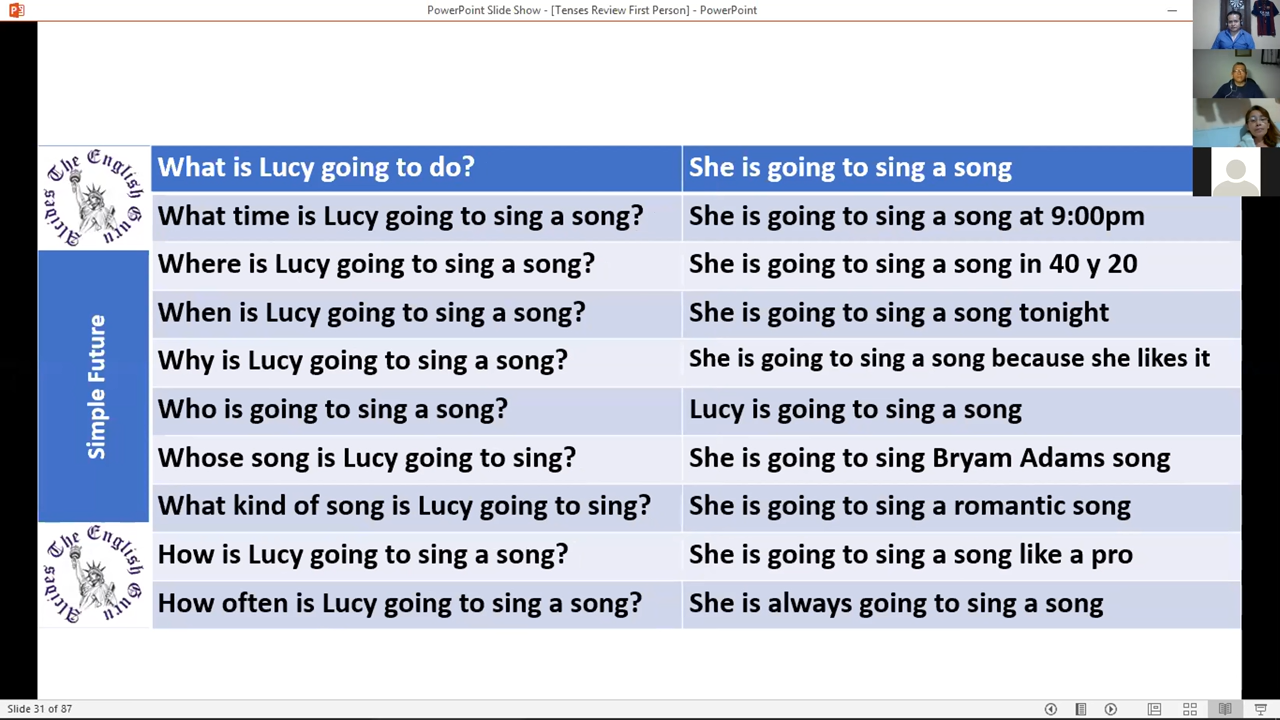 PowerPoint Slide Show - [Tenses Review First Person] - PowerPoint
Alcides The English Guru
What is Lucy going to do? She is going to sing a song
What time is Lucy going to sing a song? She is going to sing a song at 9:00pm
Where is Lucy going to sing a song? She is going to sing a song in 40 y 20
When is Lucy going to sing a song? She is going to sing a song tonight
Why is Lucy going to sing a song? She is going to sing a song because she likes it
Simple Future
Who is going to sing a song? Lucy is going to sing a song
Whose song is Lucy going to sing? She is going to sing Bryam Adams song
What kind of song is Lucy going to sing? She is going to sing a romantic song
Alcides The English Guru
How is Lucy going to sing a song? She is going to sing a song like a pro
How often is Lucy going to sing a song? She is always going to sing a song
Slide 31 of 87